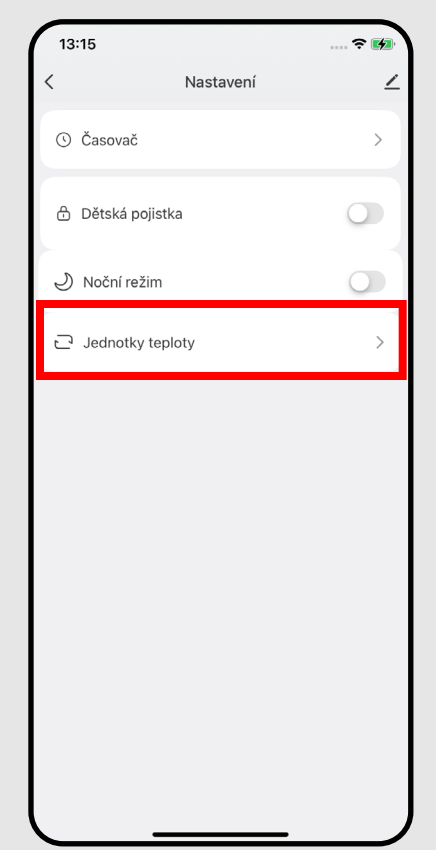 13:15
Nastavení
Časovač
Dětská pojistka
Noční režim
Jednotky teploty